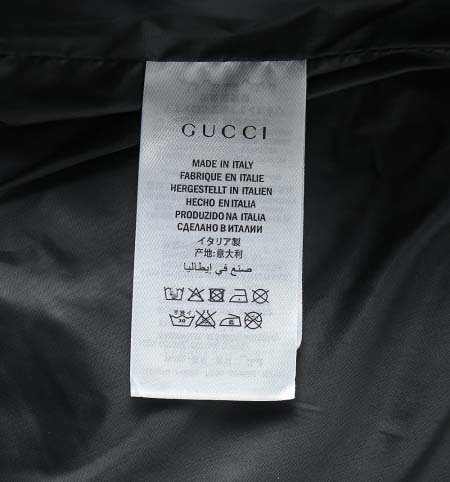 GUCCI
MADE IN ITALY
FABRIQUE EN ITALIE
HERGESTELLT IN ITALIEN
HECHO EN ITALIA
PRODUZIDO NA ITALIA
СДЕЛАНО В ИТАЛИИ
イタリア製
产地:意大利
صنع في إيطاليا